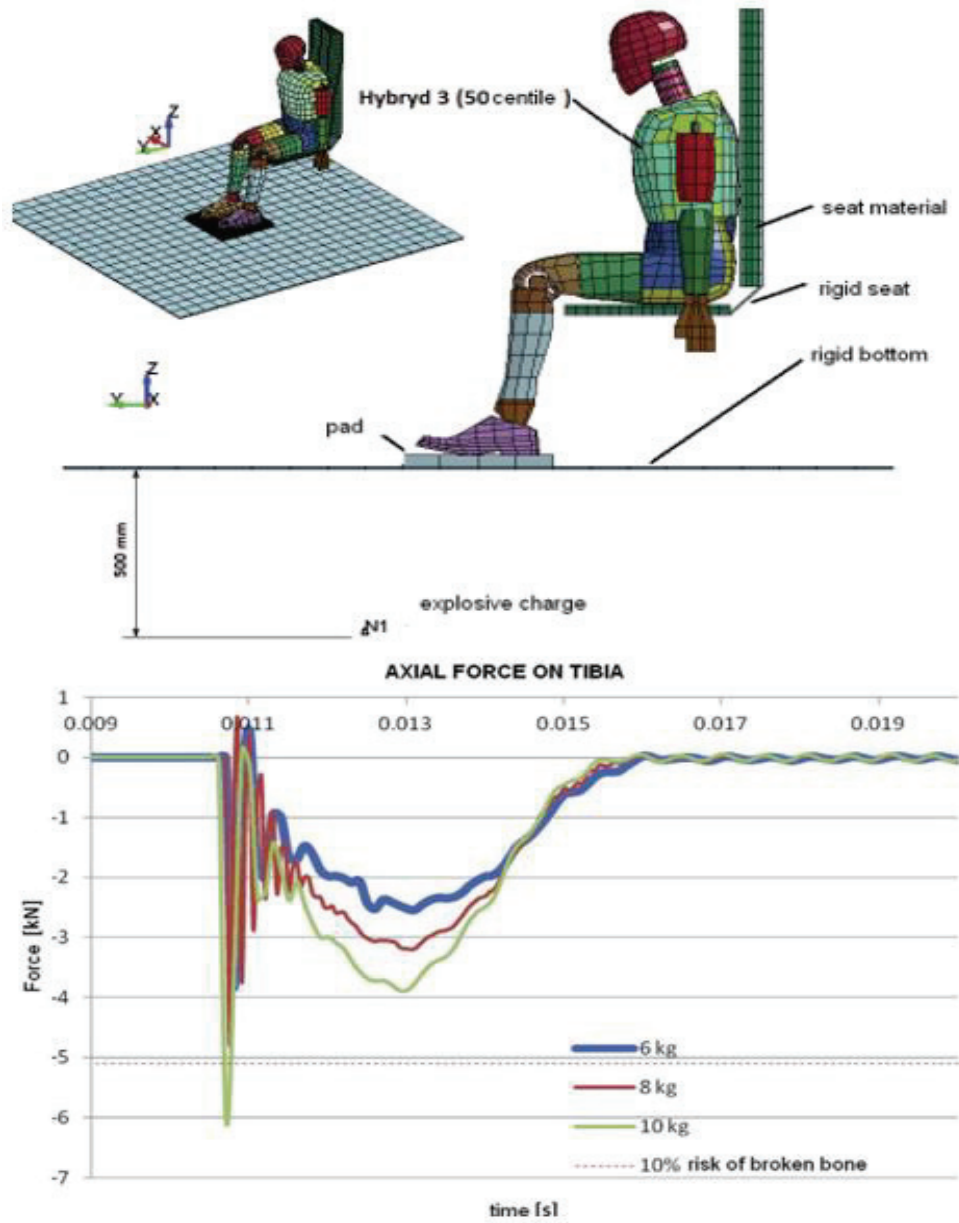 Hybryd 3 (50 centile )
Z
X
Y
seat material
rigid seat
rigid bottom
Z
Y X
pad
500 mm
explosive charge
N1
AXIAL FORCE ON TIBIA
1
0.009 0.011 0.013 0.015 0.017 0.019
0
-1
-2
-3
-4
-5
-6
-7
Force [kN]
6 kg
8 kg
10 kg
10% risk of broken bone
time [s]